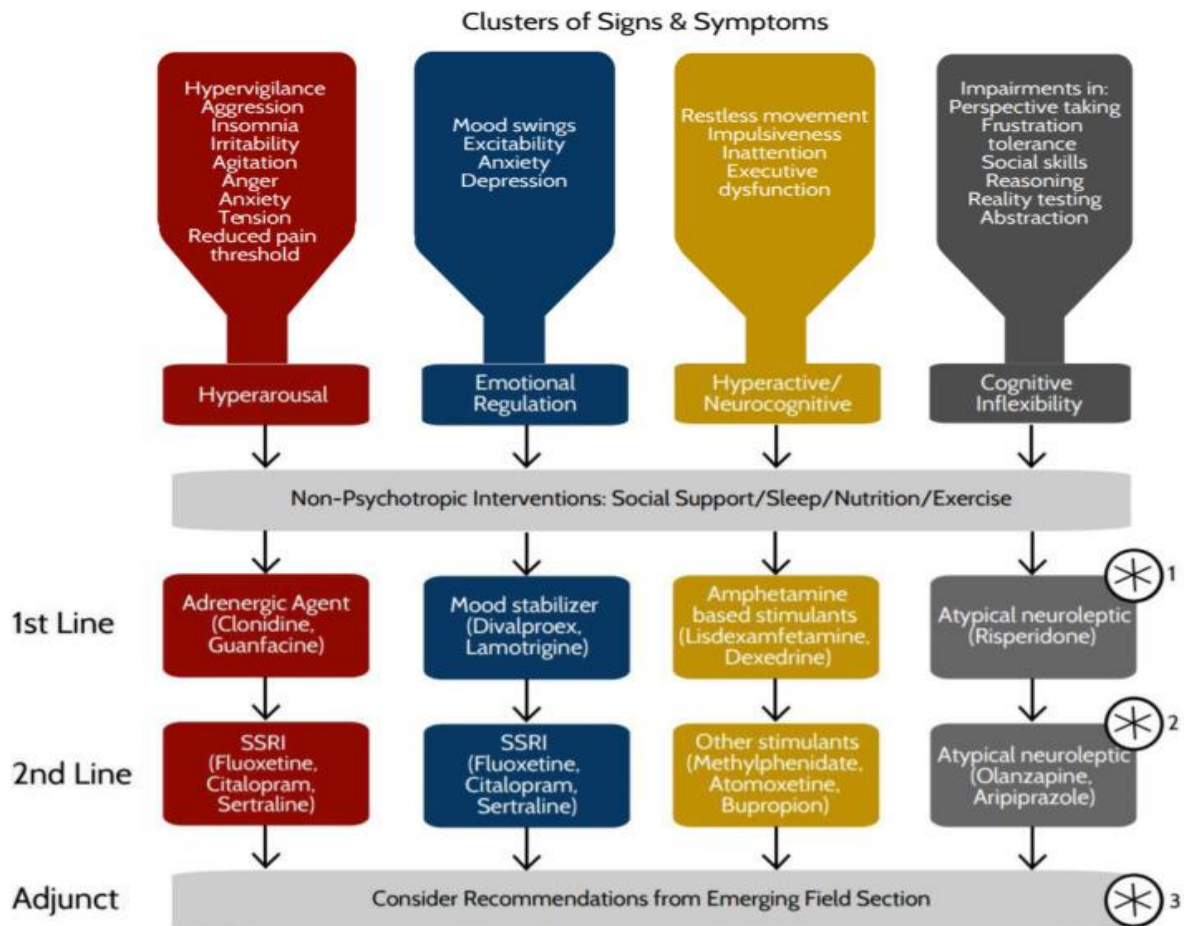 Clusters of Signs & Symptoms
Hypervigilance
Aggression
Insomnia
Irritability
Agitation
Anger
Anxiety
Tension
Reduced pain
threshold
Mood swings
Excitability
Anxiety
Depression
Restless movement
Impulsiveness
Inattention
Executive
dysfunction
Impairments in:
Perspective taking
Frustration
tolerance
Social skills
Reasoning
Reality testing
Abstraction
Hyperarousal
Emotional
Regulation
Hyperactive/
Neurocognitive
Cognitive
Inflexibility
Non-Psychotropic Interventions: Social Support/Sleep/Nutrition/Exercise
1st Line
Adrenergic Agent
(Clonidine,
Guanfacine)
Mood stabilizer
(Divalproex,
Lamotrigine)
Amphetamine
based stimulants
(Lisdexamfetamine,
Dexedrine)
Atypical neuroleptic
(Risperidone)
1
2nd Line
SSRI
(Fluoxetine,
Citalopram,
Sertraline)
SSRI
(Fluoxetine,
Citalopram,
Sertraline)
Other stimulants
(Methylphenidate,
Atomoxetine,
Bupropion)
Atypical neuroleptic
(Olanzapine,
Aripiprazole)
2
Adjunct
Consider Recommendations from Emerging Field Section
3